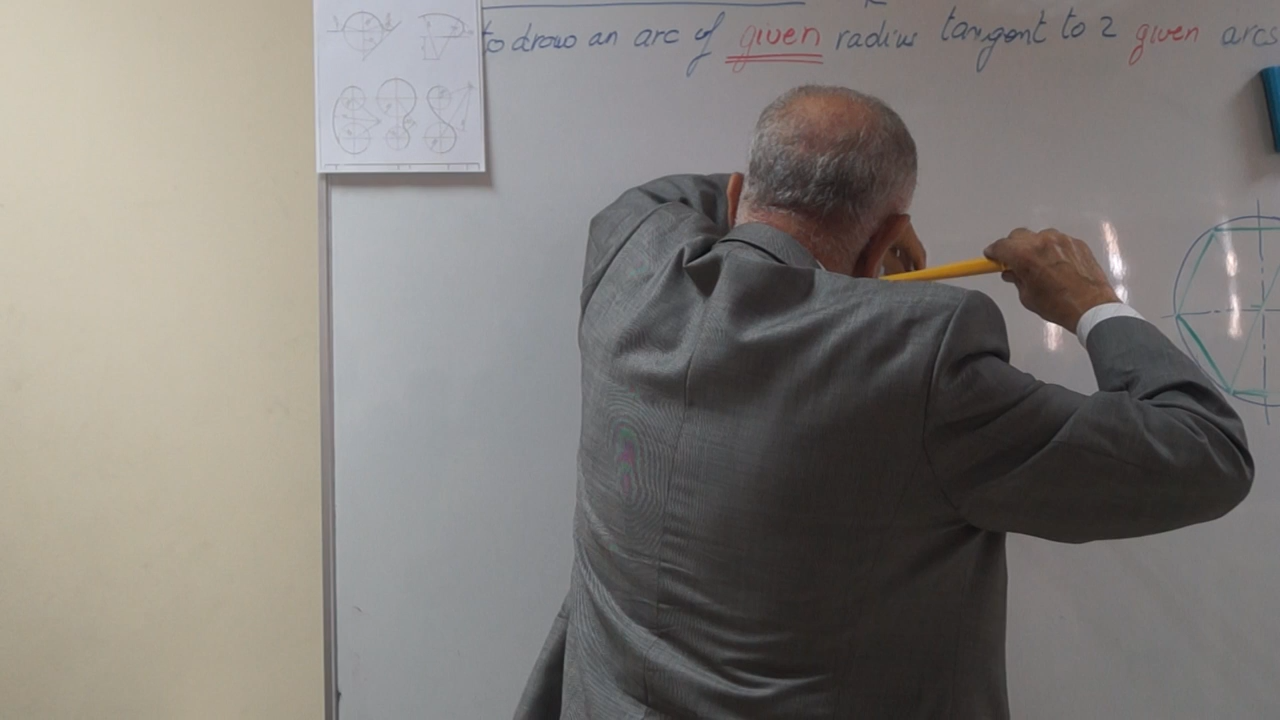 to draw an arc of given radius tangent to 2 given arcs